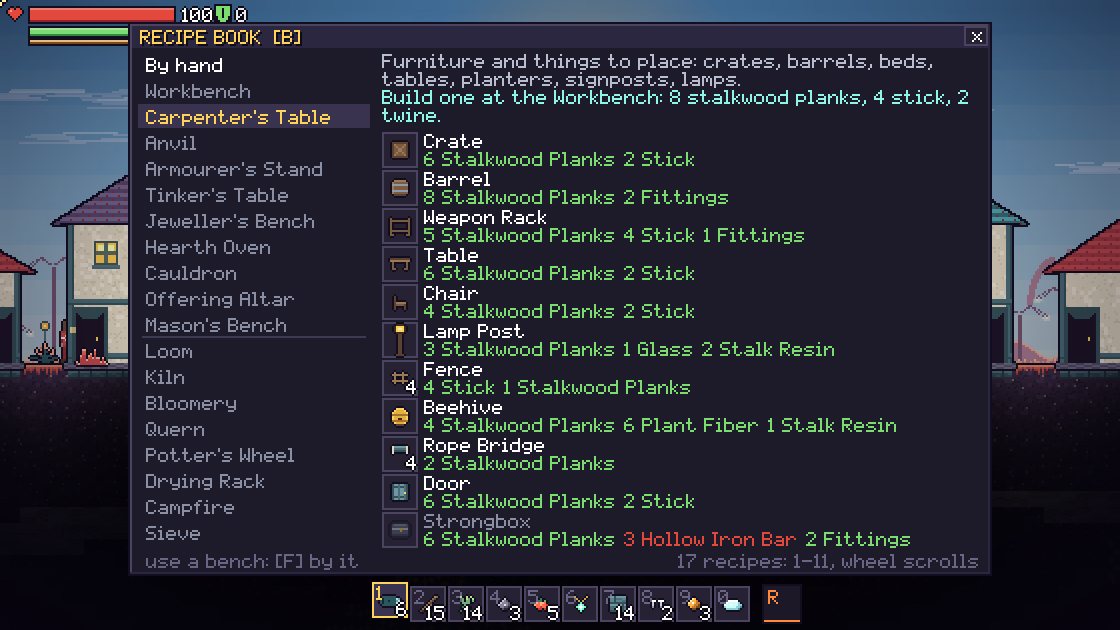 100 0
RECIPE BOOK [B]
By hand
Workbench
Carpenter's Table
Anvil
Armourer's Stand
Tinker's Table
Jeweller's Bench
Hearth Oven
Cauldron
Offering Altar
Mason's Bench
Loom
Kiln
Bloomery
Quern
Potter's Wheel
Drying Rack
Campfire
Sieve
use a bench: [F] by it
Furniture and things to place: crates, barrels, beds,
tables, planters, signposts, lamps.
Build one at the Workbench: 8 stalkwood planks, 4 stick, 2
twine.
Crate
6 Stalkwood Planks 2 Stick
Barrel
8 Stalkwood Planks 2 Fittings
Weapon Rack
5 Stalkwood Planks 4 Stick 1 Fittings
Table
6 Stalkwood Planks 2 Stick
Chair
4 Stalkwood Planks 2 Stick
Lamp Post
3 Stalkwood Planks 1 Glass 2 Stalk Resin
Fence
4
4 Stick 1 Stalkwood Planks
Beehive
4 Stalkwood Planks 6 Plant Fiber 1 Stalk Resin
Rope Bridge
4
2 Stalkwood Planks
Door
6 Stalkwood Planks 2 Stick
Strongbox
6 Stalkwood Planks 3 Hollow Iron Bar 2 Fittings
17 recipes: 1-11, wheel scrolls
1 2 3 4 5 6 7 8 9 0 R
8 15 14 3 5 14 2 3